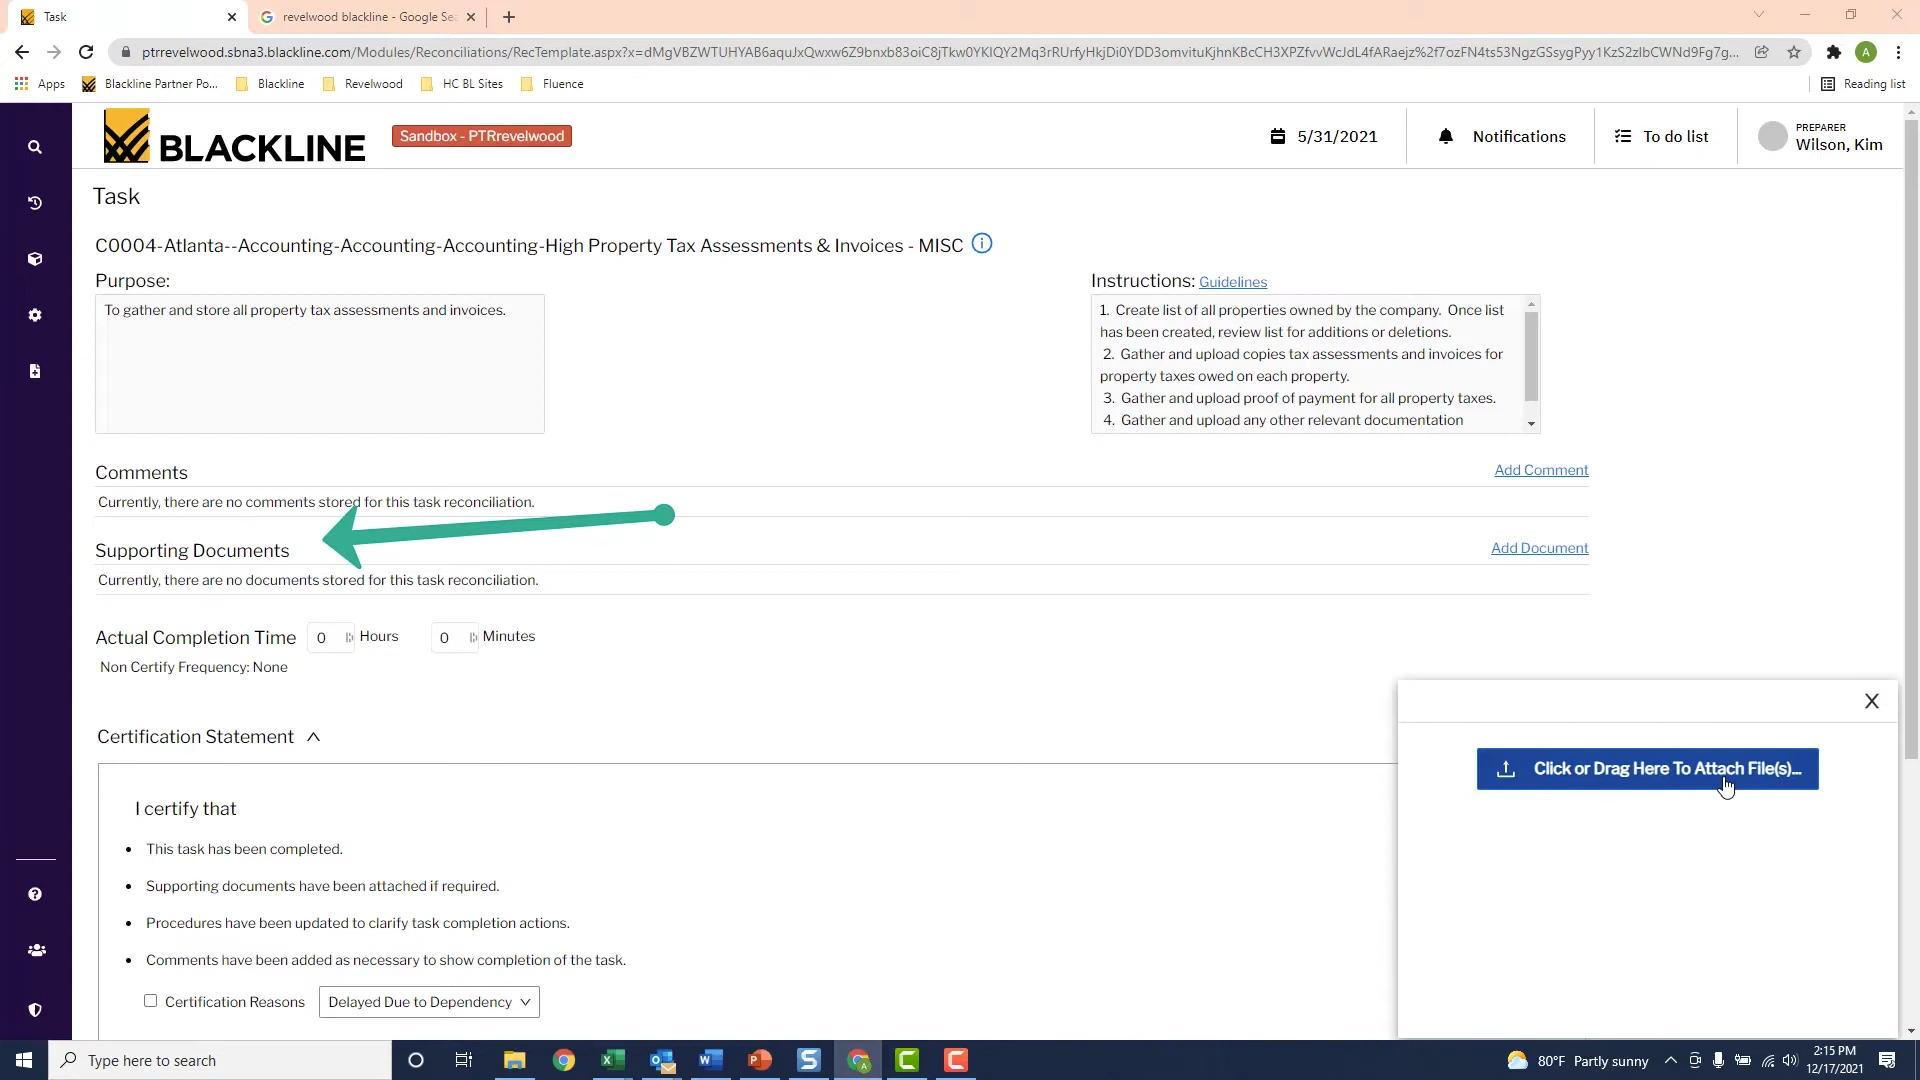 Task
revelwood blackline - Google Se
ptrrevelwood.sbna3.blackline.com/Modules/Reconciliations/RecTemplate.aspx?x=dMgVBZWTUHYAB6aquJxQwxw6Z9bnxb83oiC8jTkw0YKIQY2Mq3rRUrfyHkjDi0YDD3omvituKjhnKBcCH3XPZfvvWcJdL4fARaejz%2f7ozFN4ts53NgzGSsygPyy1KzS2zIbCWNd9Fg7g...
A
Apps
Blackline Partner Po...
Blackline
Revelwood
HC BL Sites
Fluence
Reading list
BLACKLINE
Sandbox - PTRrevelwood
5/31/2021
Notifications
To do list
PREPARER
Wilson, Kim
Task
C0004-Atlanta--Accounting-Accounting-Accounting-High Property Tax Assessments & Invoices - MISC
Purpose:
To gather and store all property tax assessments and invoices.
Instructions: Guidelines
1. Create list of all properties owned by the company. Once list
has been created, review list for additions or deletions.
2. Gather and upload copies tax assessments and invoices for
property taxes owed on each property.
3. Gather and upload proof of payment for all property taxes.
4. Gather and upload any other relevant documentation
Comments
Add Comment
Currently, there are no comments stored for this task reconciliation.
Supporting Documents
Add Document
Currently, there are no documents stored for this task reconciliation.
Actual Completion Time 0 Hours 0 Minutes
Non Certify Frequency: None
X
Certification Statement
Click or Drag Here To Attach File(s)...
I certify that
• This task has been completed.
• Supporting documents have been attached if required.
• Procedures have been updated to clarify task completion actions.
• Comments have been added as necessary to show completion of the task.
Certification Reasons Delayed Due to Dependency
Type here to search
80°F Partly sunny
2:15 PM
12/17/2021